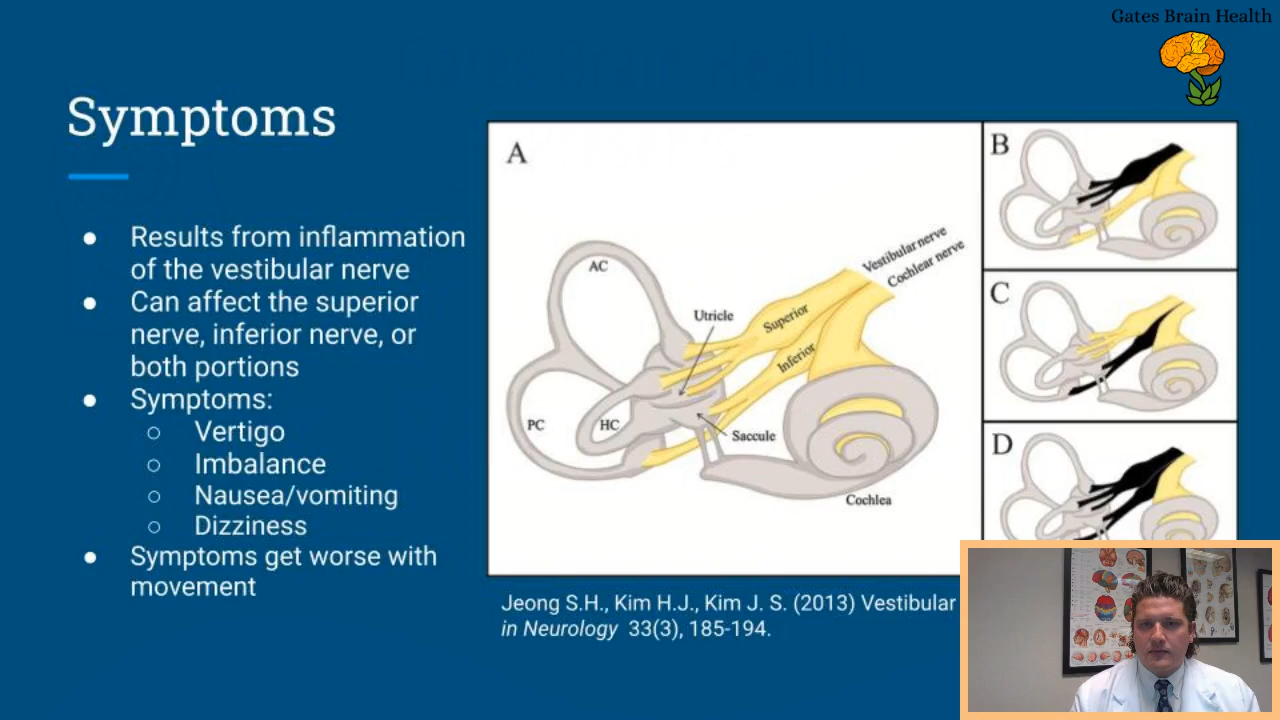 Gates Brain Health
Symptoms
● Results from inflammation
of the vestibular nerve
● Can affect the superior
nerve, inferior nerve, or
both portions
● Symptoms:
○ Vertigo
○ Imbalance
○ Nausea/vomiting
○ Dizziness
● Symptoms get worse with
movement
A
AC
Utricle
Superior
Vestibular nerve
Cochlear nerve
Inferior
PC
HC
Saccule
Cochlea
B
C
D
Jeong S.H., Kim H.J., Kim J. S. (2013) Vestibular
in Neurology 33(3), 185-194.